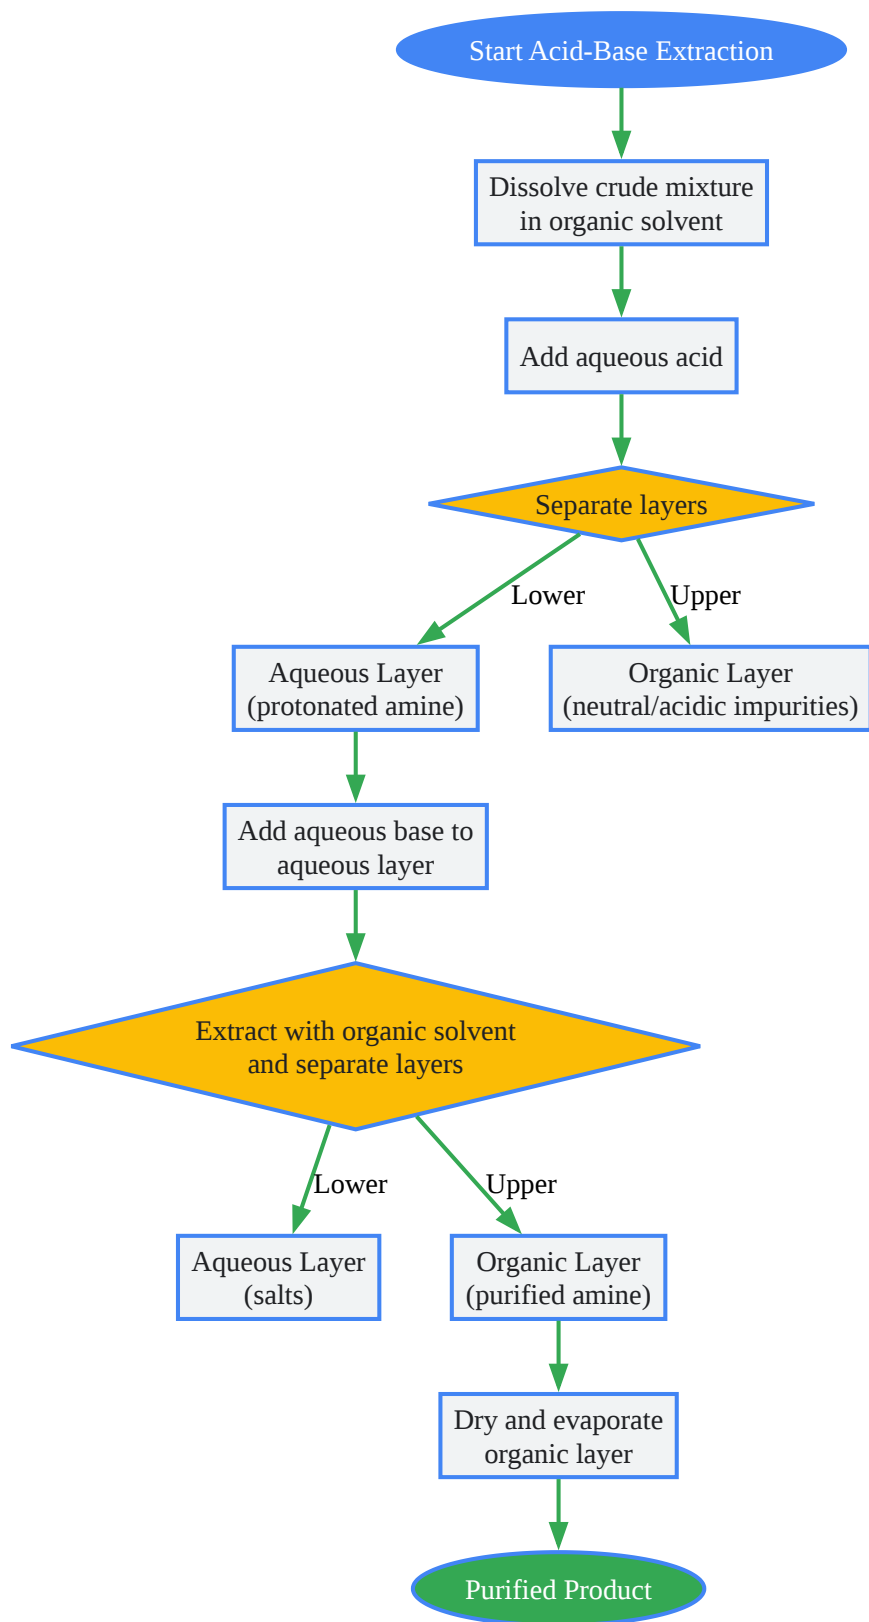 Start Acid-Base Extraction
Dissolve crude mixture
in organic solvent
Add aqueous acid
Separate layers
Lower
Upper
Aqueous Layer
(protonated amine)
Organic Layer
(neutral/acidic impurities)
Add aqueous base to
aqueous layer
Extract with organic solvent
and separate layers
Lower
Upper
Aqueous Layer
(salts)
Organic Layer
(purified amine)
Dry and evaporate
organic layer
Purified Product